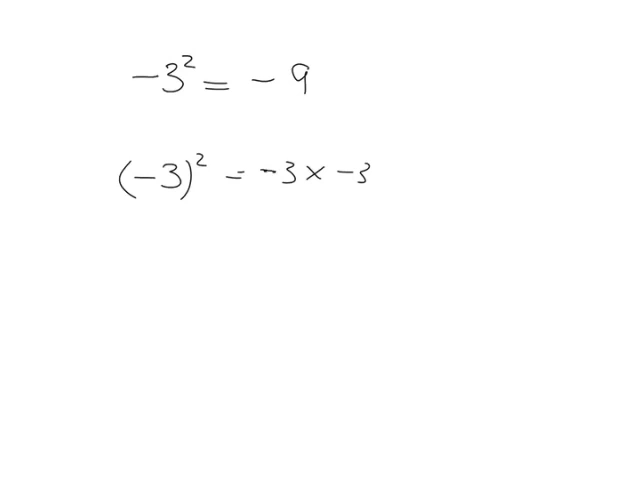 -3² = -9
(-3)² = -3 × -3